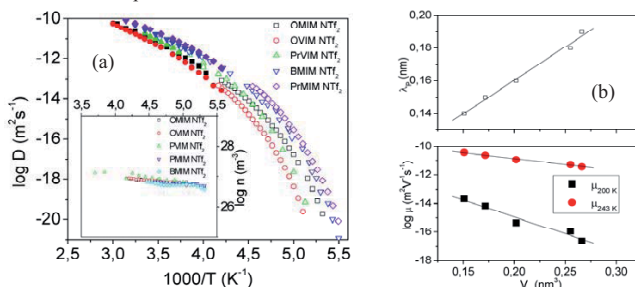 (a)
OMIM NTf₂
OVIM NTf₂
PrVIM NTf₂
BMIM NTf₂
PrMIM NTf₂
log D (m²s⁻¹)
-10
-12
-14
-16
-18
-20
2,5 3,0 3,5 4,0 4,5 5,0 5,5
1000/T (K⁻¹)
3,5 4,0 4,5 5,0 5,5
OMIM NTf₂
OVIM NTf₂
PVIM NTf₂
PMIM NTf₂
BMIM NTf₂
28
26
log n (m⁻³)
(b)
0,20
0,18
0,16
0,14
(nm)
-8
-10
-12
-14
-16
-18
log μ (m²V⁻¹s⁻¹)
μ200 K
μ243 K
0,15 0,20 0,25 0,30
(nm³)